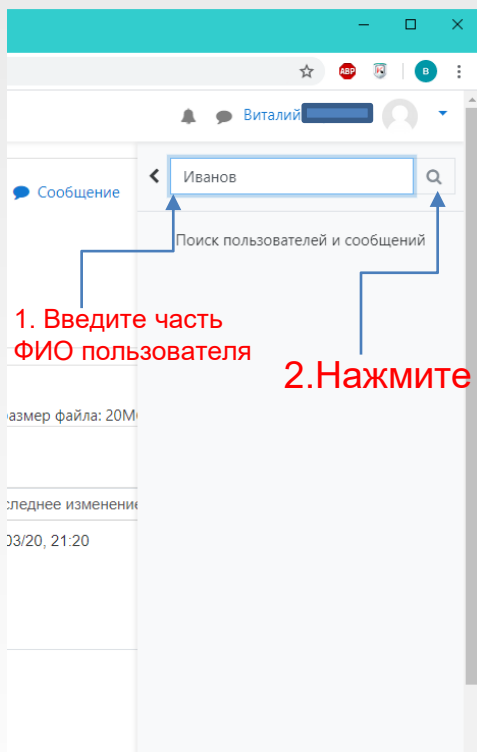 ABP
B
Виталий
Иванов
Сообщение
Поиск пользователей и сообщений
1. Введите часть
ФИО пользователя
2.Нажмите
размер файла: 20М
следнее изменение
03/20, 21:20